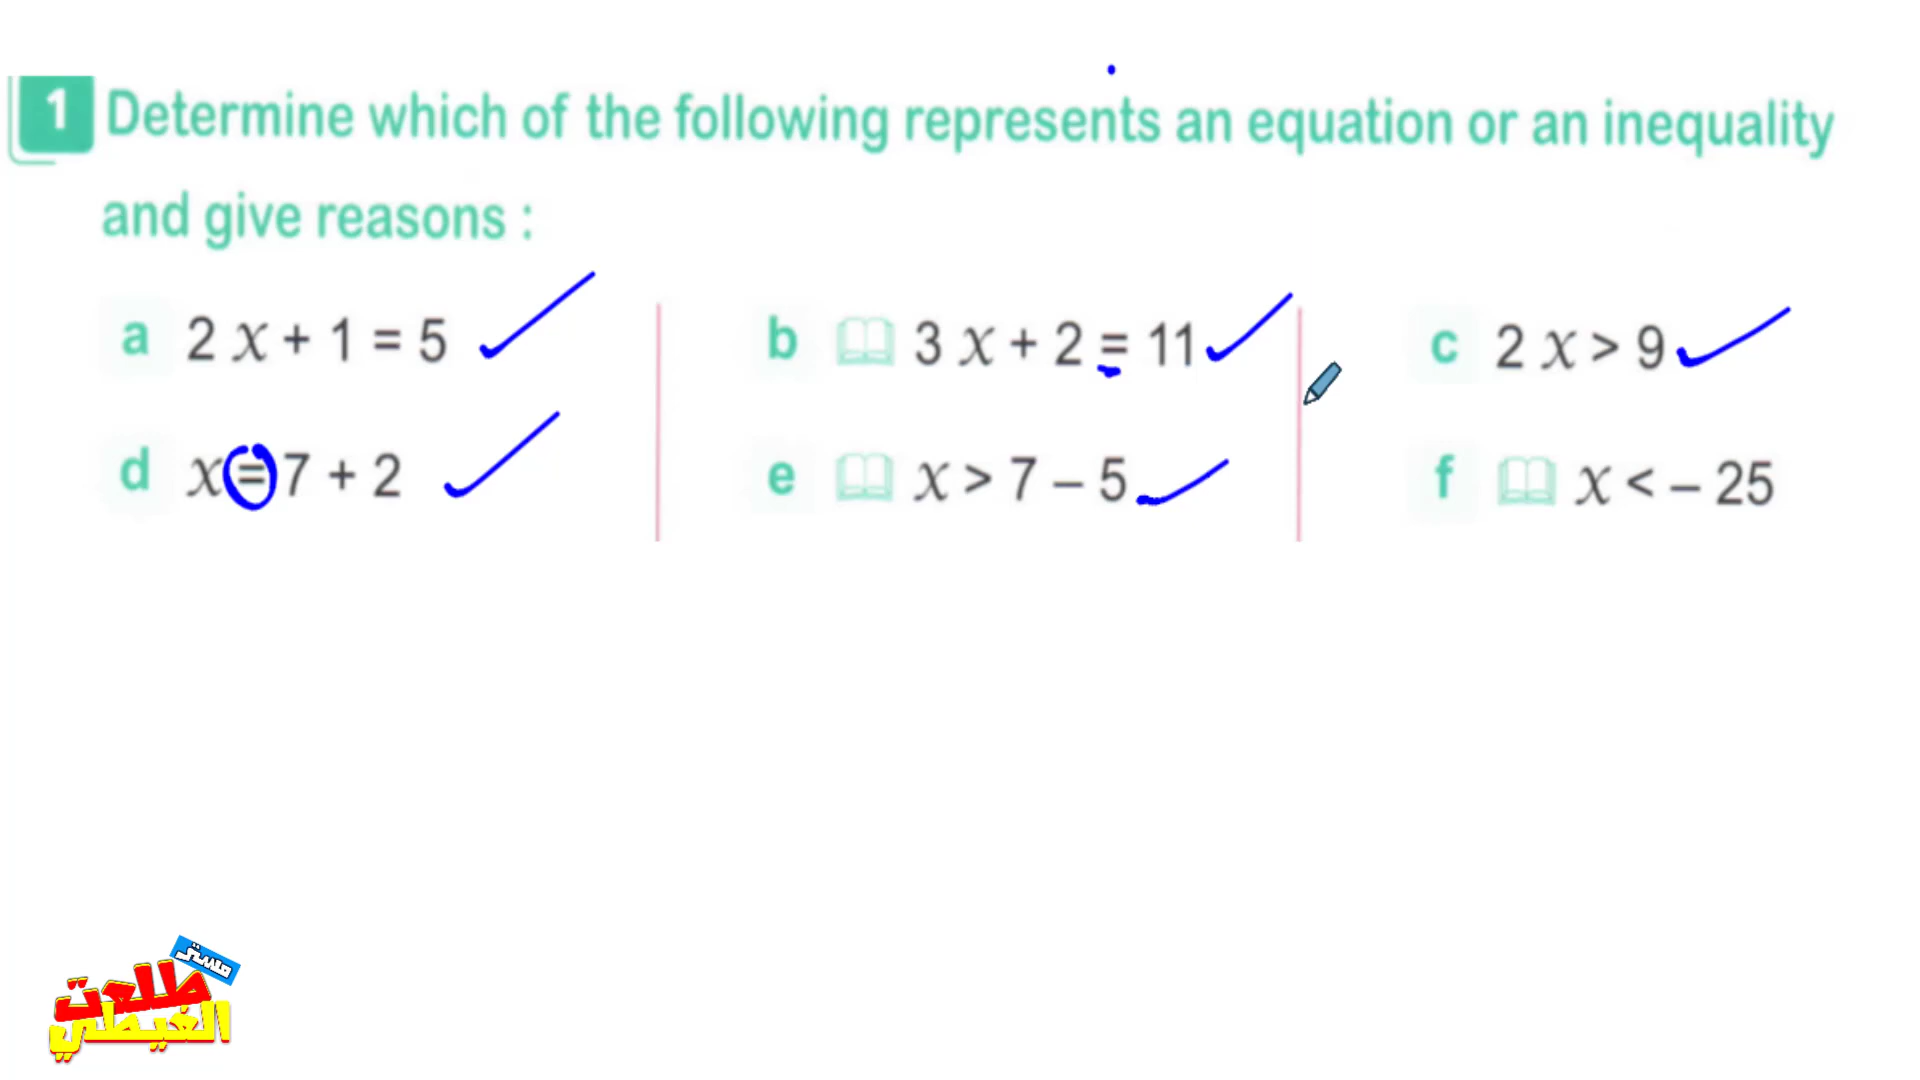 1 Determine which of the following represents an equation or an inequality
and give reasons :
a 2 x + 1 = 5
b 3 x + 2 = 11
c 2 x > 9
d x = 7 + 2
e x > 7 – 5
f x < – 25
مستر
طلعت
الغيطي